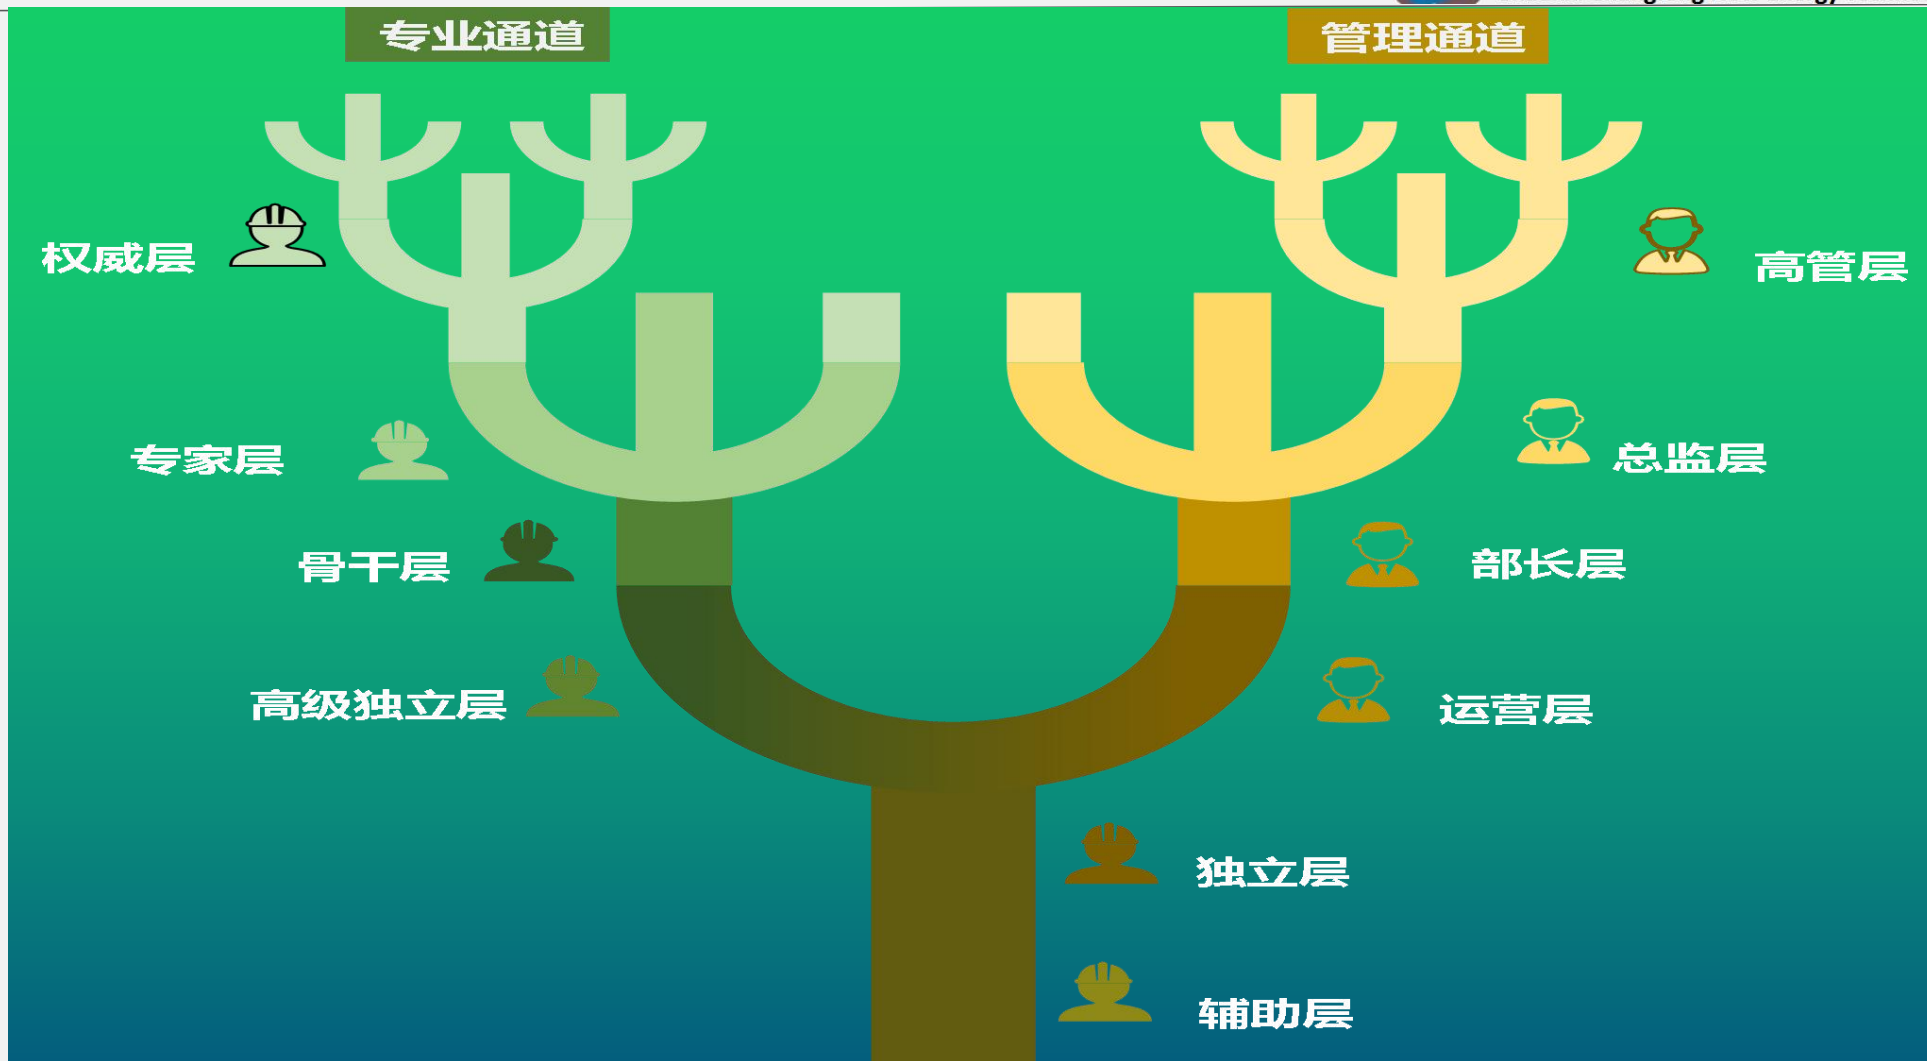 专业通道
管理通道
权威层
高管层
专家层
总监层
骨干层
部长层
高级独立层
运营层
独立层
辅助层